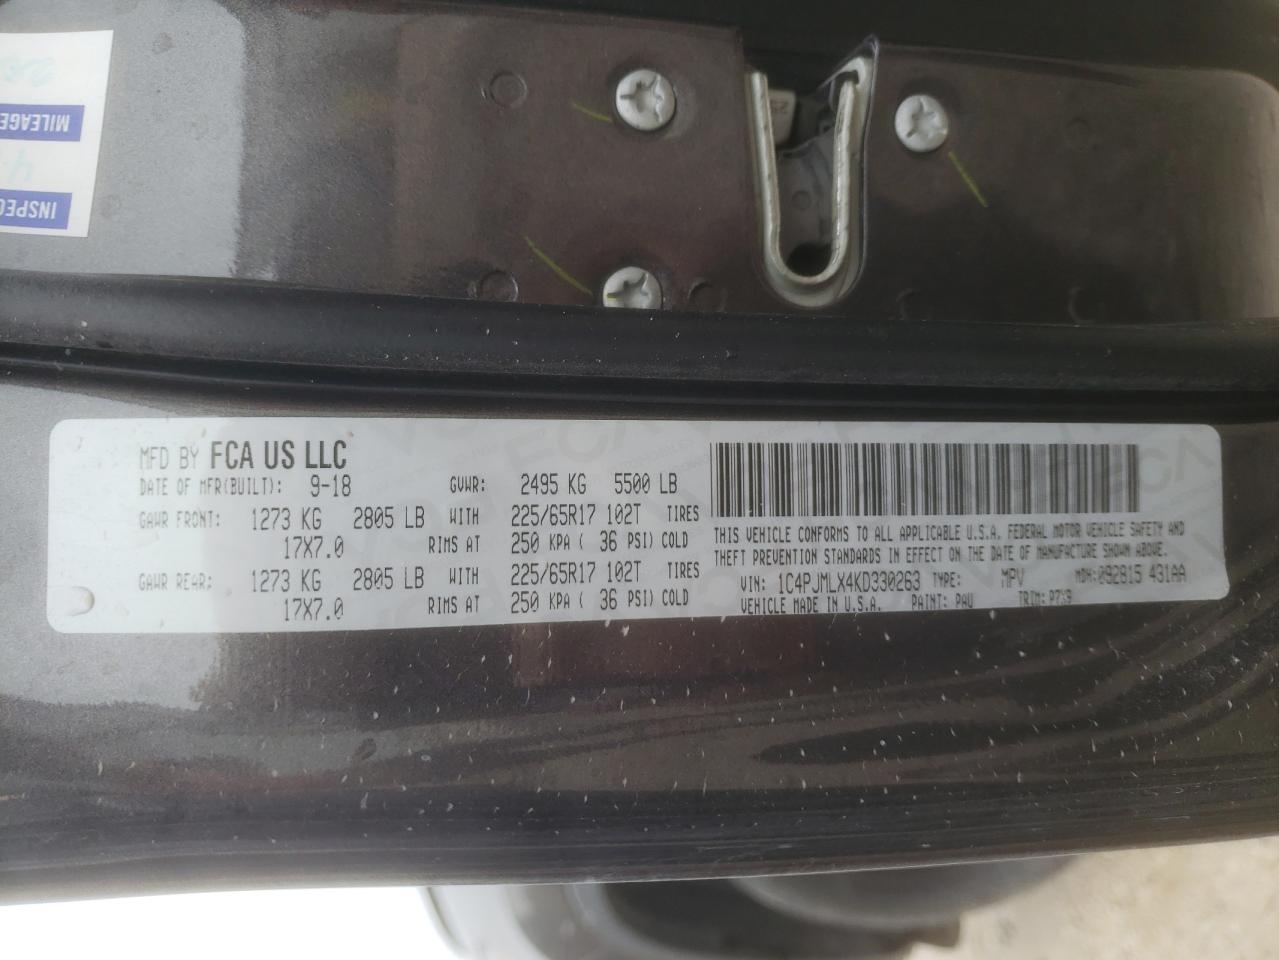 MILEAGE
INSPEC
MFD BY FCA US LLC
DATE OF MFR(BUILT): 9-18 GVWR: 2495 KG 5500 LB
GAWR FRONT: 1273 KG 2805 LB WITH 225/65R17 102T TIRES
17X7.0 RIMS AT 250 KPA ( 36 PSI) COLD
GAWR REAR: 1273 KG 2805 LB WITH 225/65R17 102T TIRES
17X7.0 RIMS AT 250 KPA ( 36 PSI) COLD
THIS VEHICLE CONFORMS TO ALL APPLICABLE U.S.A. FEDERAL MOTOR VEHICLE SAFETY AND
THEFT PREVENTION STANDARDS IN EFFECT ON THE DATE OF MANUFACTURE SHOWN ABOVE.
VIN: 1C4PJMLX4KD330263 TYPE: MPV MDH:092815 431AA
VEHICLE MADE IN U.S.A. PAINT: PAU TRIM: P7X9